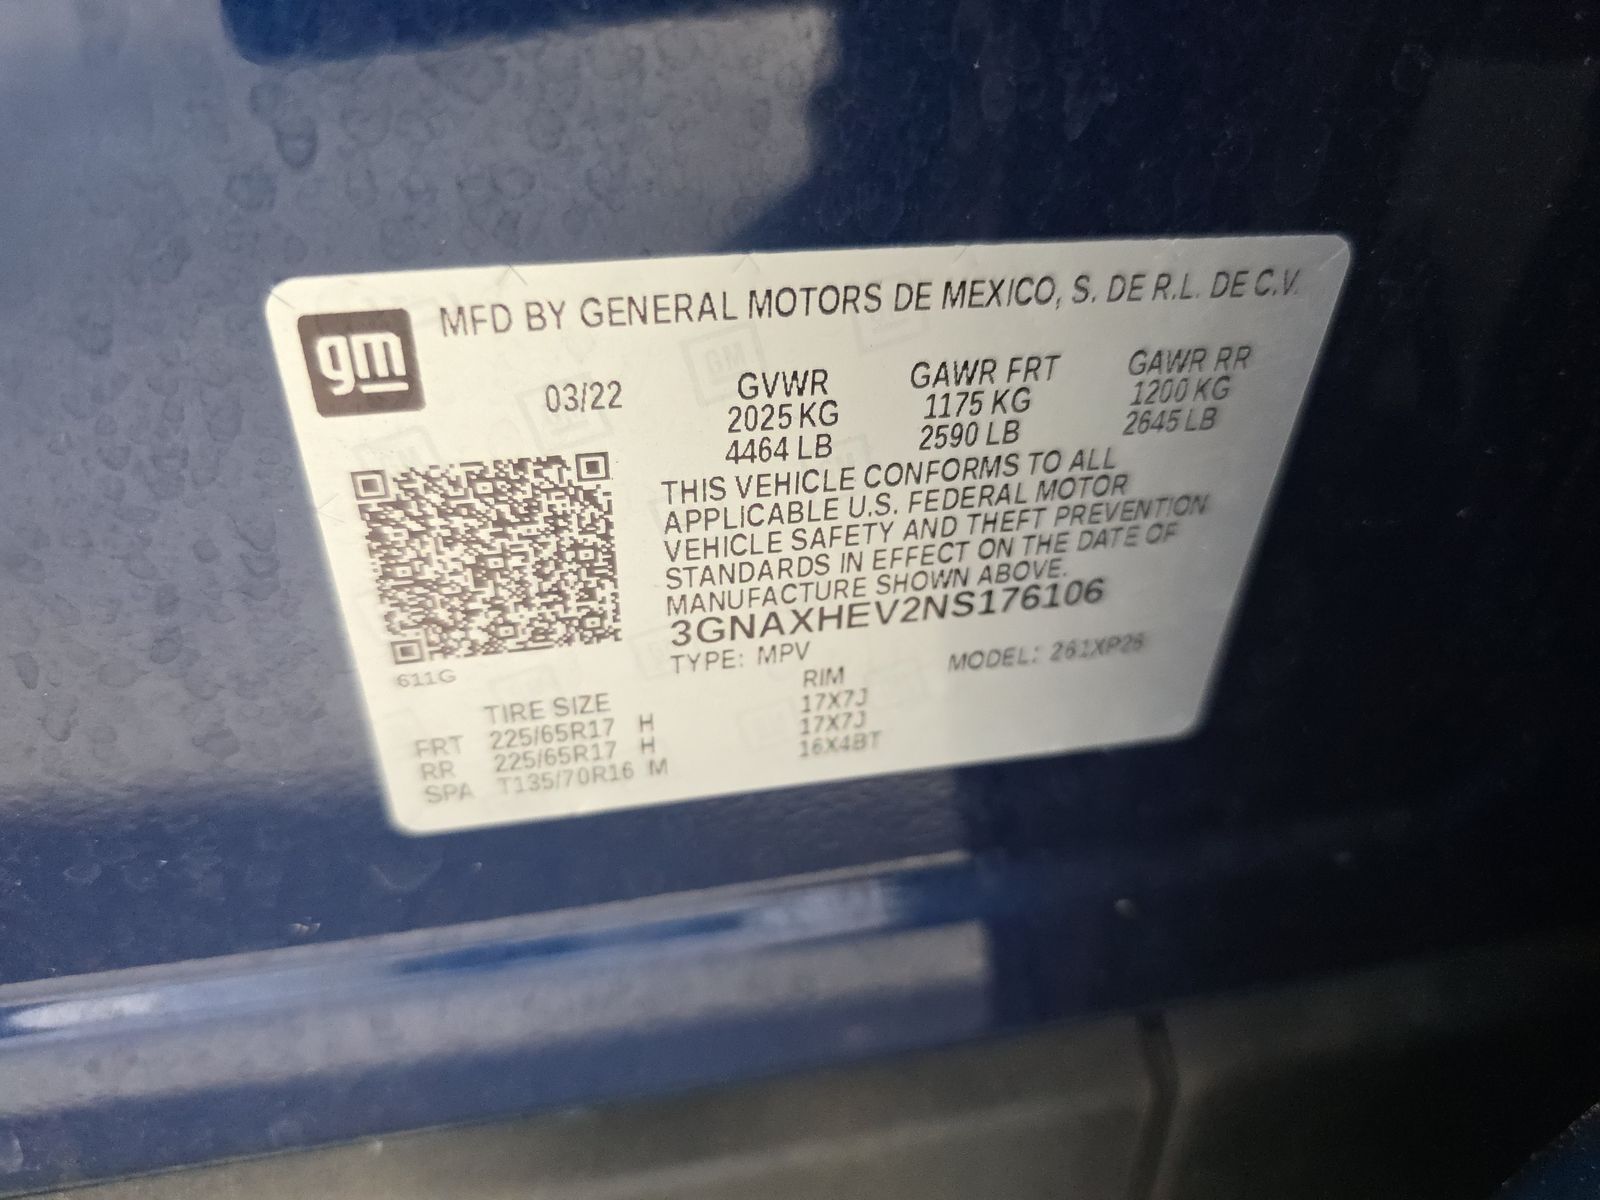 gm
MFD BY GENERAL MOTORS DE MEXICO, S. DE R.L. DE C.V.
03/22
GVWR GAWR FRT GAWR RR
2025 KG 1175 KG 1200 KG
4464 LB 2590 LB 2645 LB
THIS VEHICLE CONFORMS TO ALL
APPLICABLE U.S. FEDERAL MOTOR
VEHICLE SAFETY AND THEFT PREVENTION
STANDARDS IN EFFECT ON THE DATE OF
MANUFACTURE SHOWN ABOVE.
3GNAXHEV2NS176106
TYPE: MPV MODEL: 261XP26
611G
TIRE SIZE RIM
FRT 225/65R17 H 17X7J
RR 225/65R17 H 17X7J
SPA T135/70R16 M 16X4BT